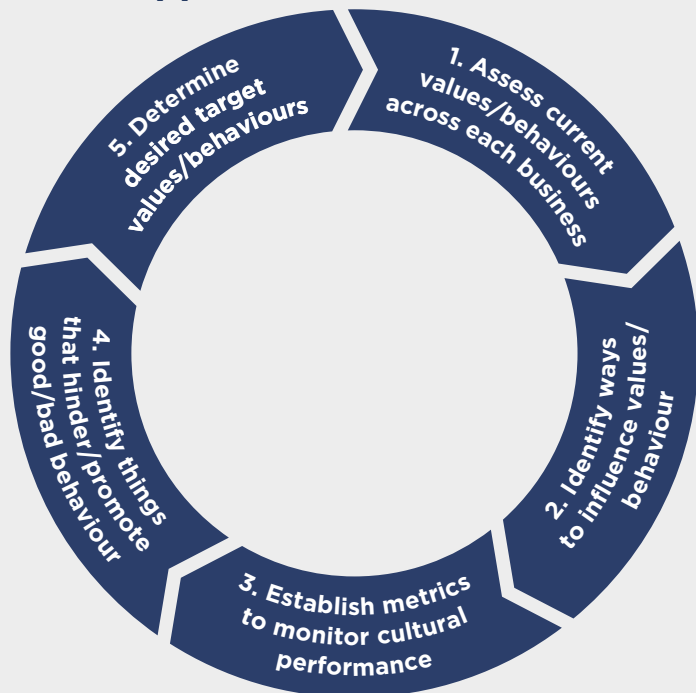 1. Assess current
values/behaviours
across each business
2. Identify ways
to influence values/
behaviour
3. Establish metrics
to monitor cultural
performance
4. Identify things
that hinder/promote
good/bad behaviour
5. Determine
desired target
values/behaviours